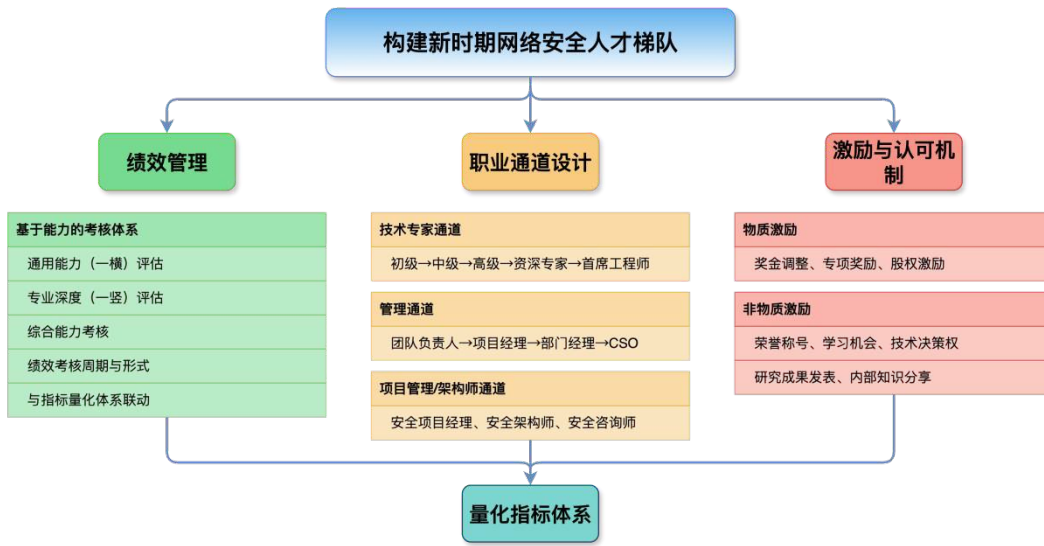 构建新时期网络安全人才梯队
绩效管理
基于能力的考核体系
通用能力（一横）评估
专业深度（一竖）评估
综合能力考核
绩效考核周期与形式
与指标量化体系联动
职业通道设计
技术专家通道
初级→中级→高级→资深专家→首席工程师
管理通道
团队负责人→项目经理→部门经理→CSO
项目管理/架构师通道
安全项目经理、安全架构师、安全咨询师
激励与认可机
制
物质激励
奖金调整、专项奖励、股权激励
非物质激励
荣誉称号、学习机会、技术决策权
研究成果发表、内部知识分享
量化指标体系